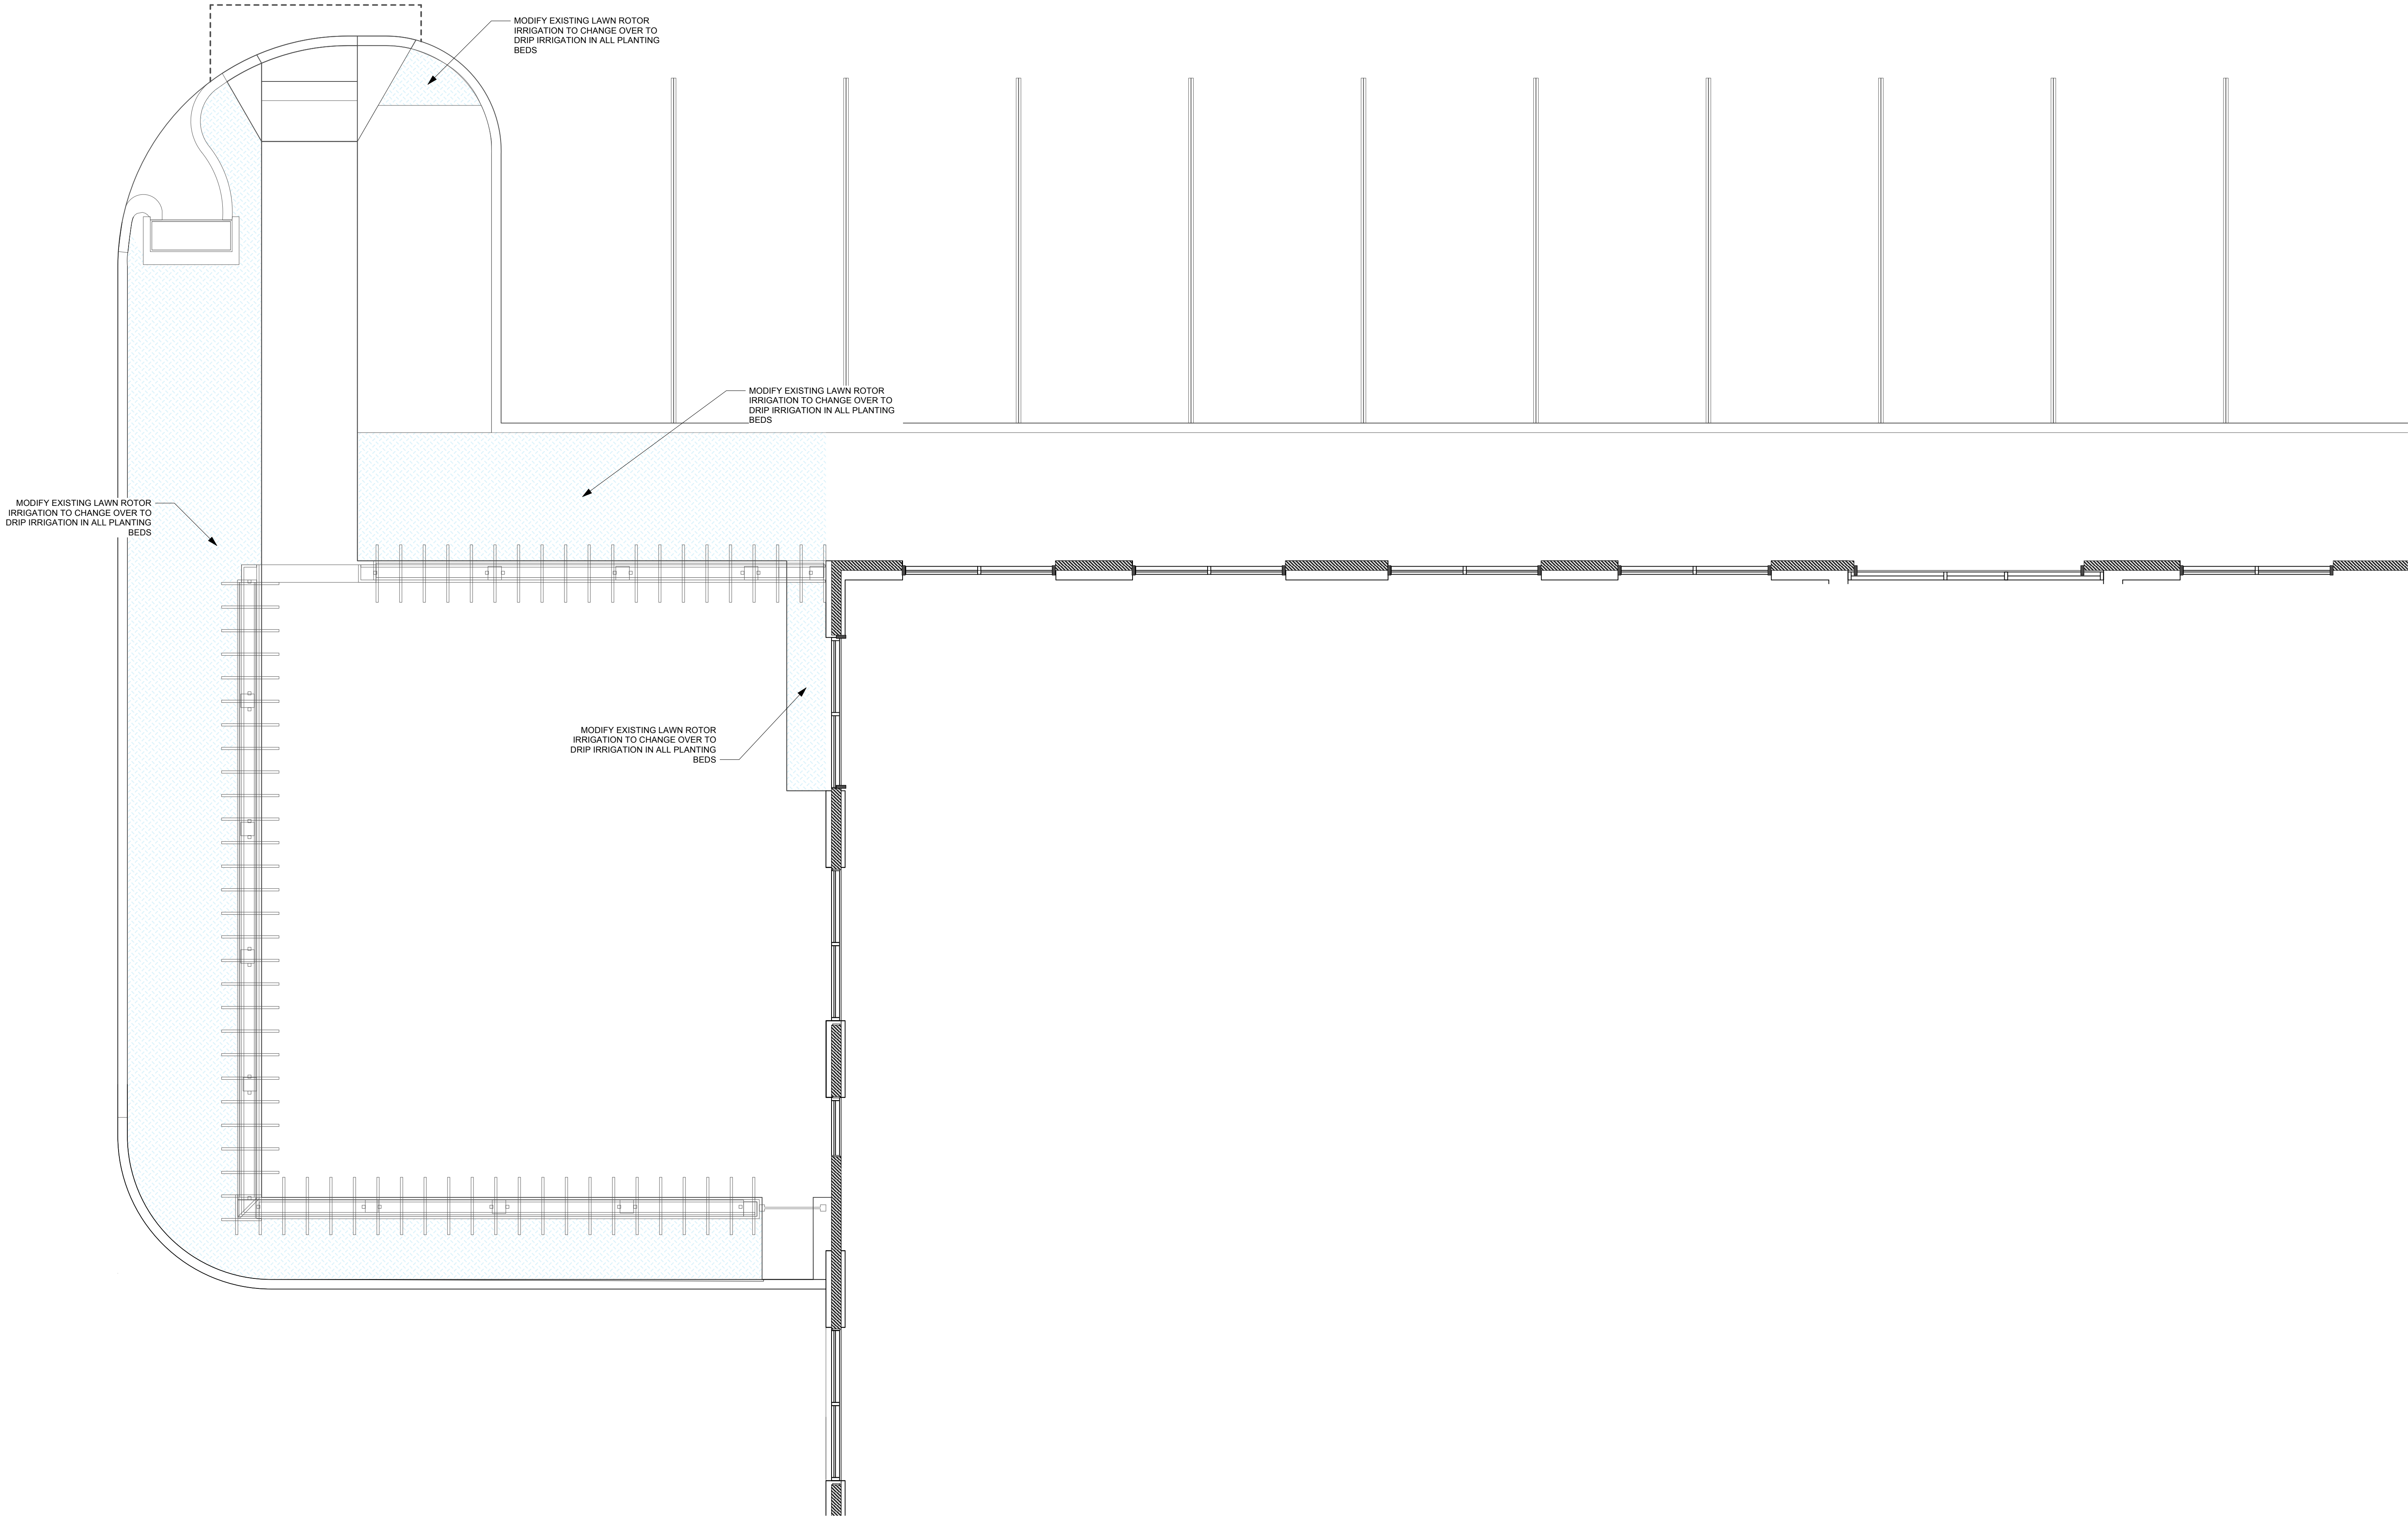 MODIFY EXISTING LAWN ROTOR
IRRIGATION TO CHANGE OVER TO
DRIP IRRIGATION IN ALL PLANTING
BEDS
MODIFY EXISTING LAWN ROTOR
IRRIGATION TO CHANGE OVER TO
DRIP IRRIGATION IN ALL PLANTING
BEDS
MODIFY EXISTING LAWN ROTOR
IRRIGATION TO CHANGE OVER TO
DRIP IRRIGATION IN ALL PLANTING
BEDS
MODIFY EXISTING LAWN ROTOR
IRRIGATION TO CHANGE OVER TO
DRIP IRRIGATION IN ALL PLANTING
BEDS